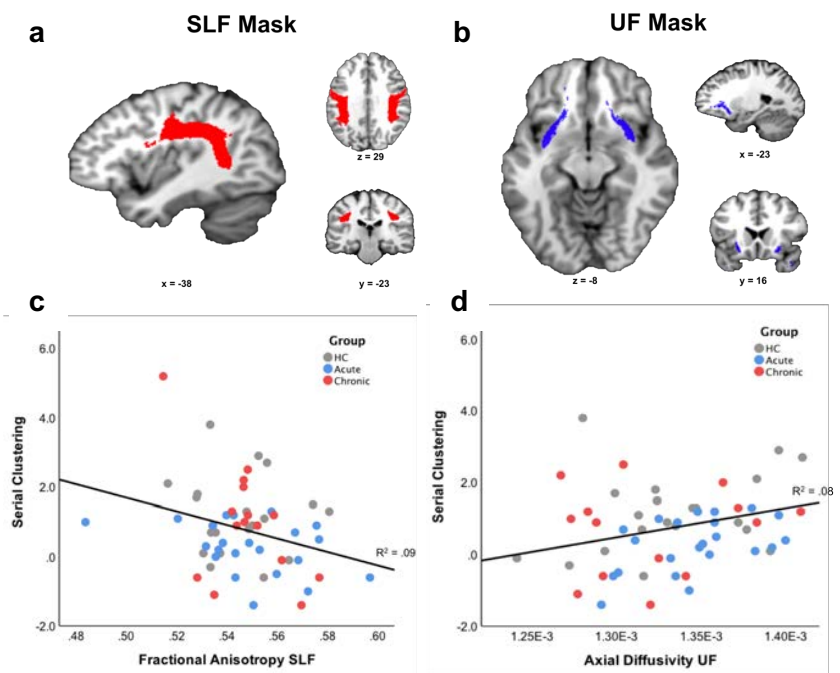 a
SLF Mask
z = 29
x = -38
y = -23
b
UF Mask
x = -23
z = -8
y = 16
c
6.0
4.0
2.0
.0
-2.0
Serial Clustering
Group
HC
Acute
Chronic
R² = .09
.48 .50 .52 .54 .56 .58 .60
Fractional Anisotropy SLF
d
6.0
4.0
2.0
.0
-2.0
Serial Clustering
Group
HC
Acute
Chronic
R² = .08
1.25E-3 1.30E-3 1.35E-3 1.40E-3
Axial Diffusivity UF